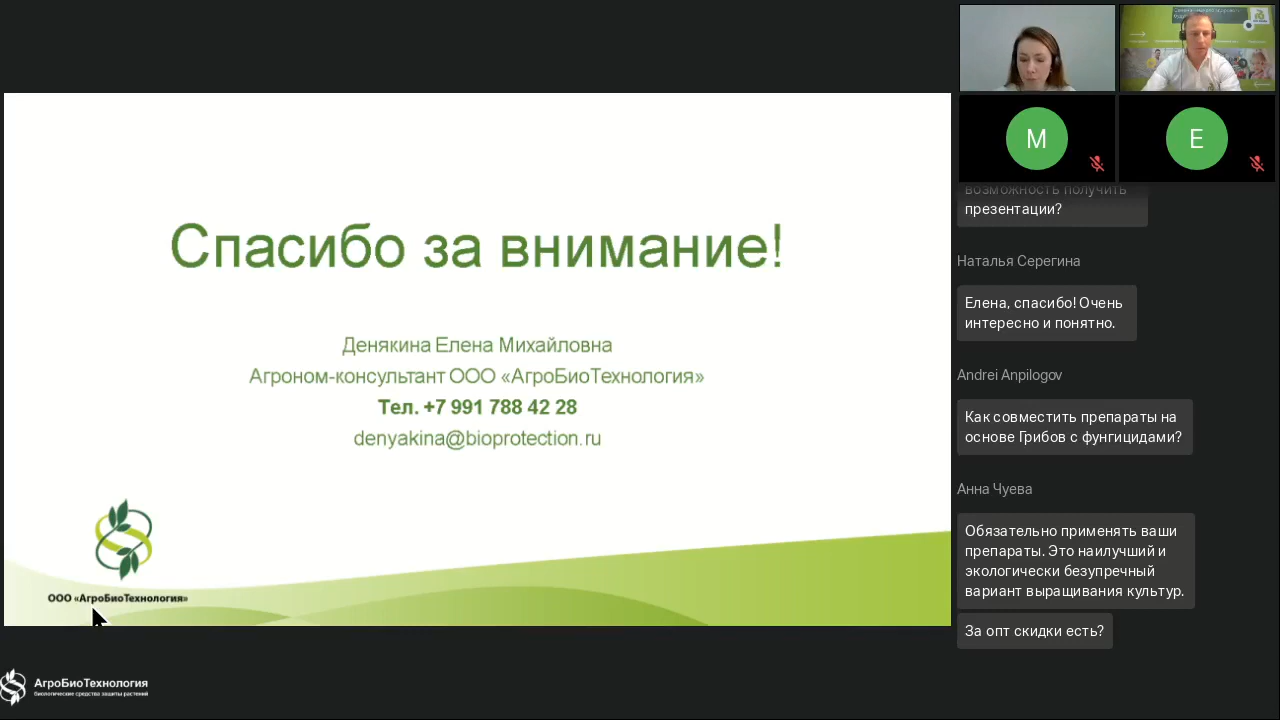 Спасибо за внимание!
Денякина Елена Михайловна
Агроном-консультант ООО «АгроБиоТехнология»
Тел. +7 991 788 42 28
denyakina@bioprotection.ru
ООО «АгроБиоТехнология»
АгроБиоТехнология
биологические средства защиты растений
М
Е
возможность получить
презентации?
Наталья Серегина
Елена, спасибо! Очень
интересно и понятно.
Andrei Anpilogov
Как совместить препараты на
основе Грибов с фунгицидами?
Анна Чуева
Обязательно применять ваши
препараты. Это наилучший и
экологически безупречный
вариант выращивания культур.
За опт скидки есть?